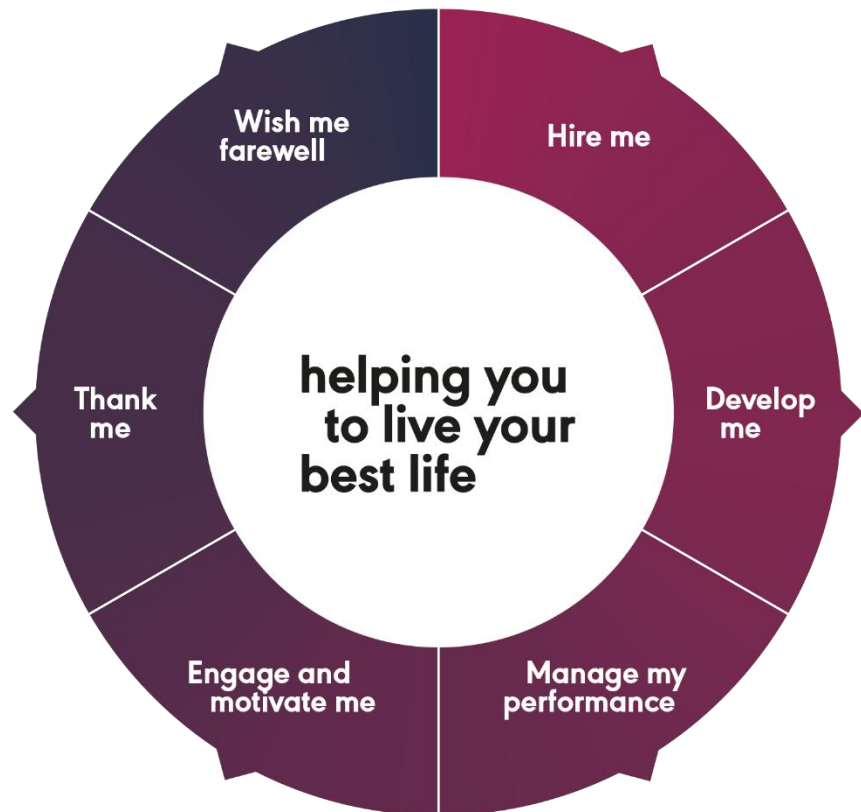 Hire me
Develop
me
Manage my
performance
Engage and
motivate me
Thank
me
Wish me
farewell
helping you
to live your
best life